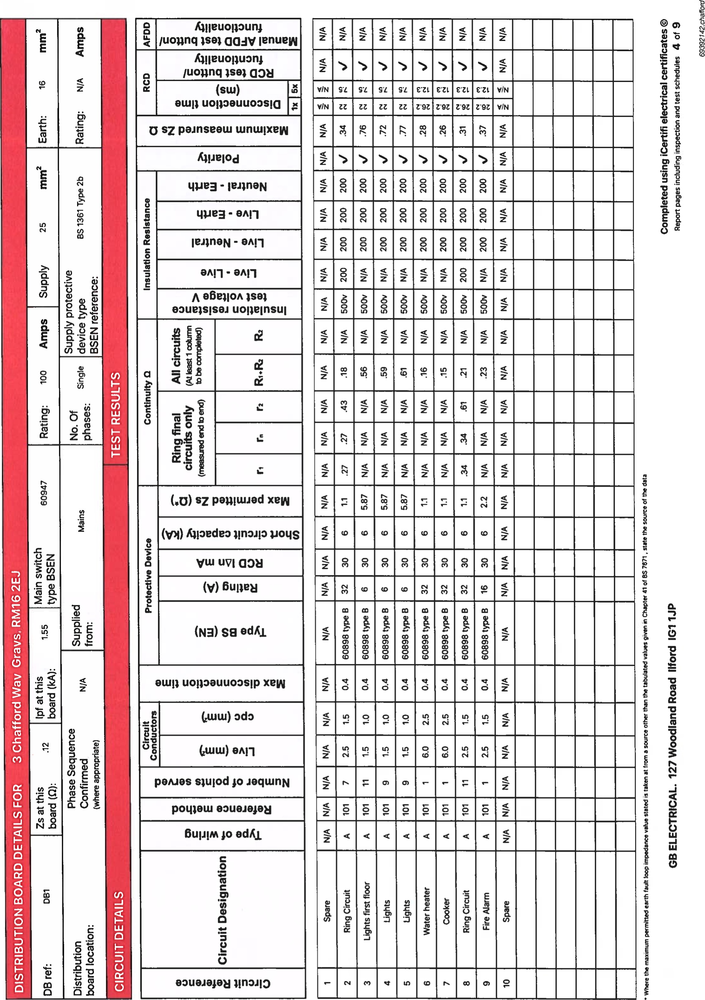 DISTRIBUTION BOARD DETAILS FOR 3 Chafford Wav Gravs. RM16 2EJ
DB ref: DB1 Zs at this board (Ω): .12 Ipf at this board (kA): 1.55 Main switch type BSEN 60947 Rating: 100 Amps Supply 25 mm² Earth: 16 mm²
Distribution board location: Phase Sequence Confirmed (where appropriate) N/A Supplied from: Mains No. Of phases: Single Supply protective device type BSEN reference: BS 1361 Type 2b Rating: N/A Amps
CIRCUIT DETAILS TEST RESULTS
Circuit Conductors Protective Device Continuity Ω Insulation Resistance RCD AFDD
Ring final circuits only (measured end to end) All circuits (At least 1 column to be completed)
Circuit Reference Circuit Designation Type of wiring Reference method Number of points served Live (mm²) cpc (mm²) Max disconnection time Type BS (EN) Rating (A) RCD I△n mA Short circuit capacity (kA) Max permitted Zs (Ω*) r₁ rₙ r₂ R₁+R₂ R₂ Insulation resistance test voltage V Live - Live Live - Neutral Live - Earth Neutral - Earth Polarity Maximum measured Zs Ω Disconnection time (ms) 1x 5x RCD test button/ fucntionality Manual AFDD test button/ functionality
1 Spare N/A N/A N/A N/A N/A N/A N/A N/A N/A N/A N/A N/A N/A N/A N/A N/A N/A N/A N/A N/A N/A N/A N/A N/A N/A N/A N/A
2 Ring Circuit A 101 7 2.5 1.5 0.4 60898 type B 32 30 6 1.1 .27 .27 .43 .18 N/A 500v 200 200 200 200 ✓ .34 22 7.5 ✓ N/A
3 Lights first floor A 101 11 1.5 1.0 0.4 60898 type B 6 30 6 5.87 N/A N/A N/A .56 N/A 500v N/A 200 200 200 ✓ .76 22 7.5 ✓ N/A
4 Lights A 101 9 1.5 1.0 0.4 60898 type B 6 30 6 5.87 N/A N/A N/A .59 N/A 500v N/A 200 200 200 ✓ .72 22 7.5 ✓ N/A
5 Lights A 101 9 1.5 1.0 0.4 60898 type B 6 30 6 5.87 N/A N/A N/A .61 N/A 500v N/A 200 200 200 ✓ .77 22 7.5 ✓ N/A
6 Water heater A 101 1 6.0 2.5 0.4 60898 type B 32 30 6 1.1 N/A N/A N/A .16 N/A 500v N/A 200 200 200 ✓ .28 26.2 12.3 ✓ N/A
7 Cooker A 101 1 6.0 2.5 0.4 60898 type B 32 30 6 1.1 N/A N/A N/A .15 N/A 500v N/A 200 200 200 ✓ .26 26.2 12.3 ✓ N/A
8 Ring Circuit A 101 11 2.5 1.5 0.4 60898 type B 32 30 6 1.1 .34 .34 .61 .21 N/A 500v 200 200 200 200 ✓ .31 26.2 12.3 ✓ N/A
9 Fire Alarm A 101 1 2.5 1.5 0.4 60898 type B 16 30 6 2.2 N/A N/A N/A .23 N/A 500v N/A 200 200 200 ✓ .37 26.2 12.3 ✓ N/A
10 Spare N/A N/A N/A N/A N/A N/A N/A N/A N/A N/A N/A N/A N/A N/A N/A N/A N/A N/A N/A N/A N/A N/A N/A N/A N/A N/A N/A
* Where the maximum permitted earth fault loop impedance value stated is taken at from a source other than the tabulated values given in Chapter 41 of BS 7671 , state the source of the data
GB ELECTRICAL. 127 Woodland Road Ilford IG1 1JP
Completed using iCertifi electrical certificates ©
Report pages including inspection and test schedules 4 of 9
69392142.chafford